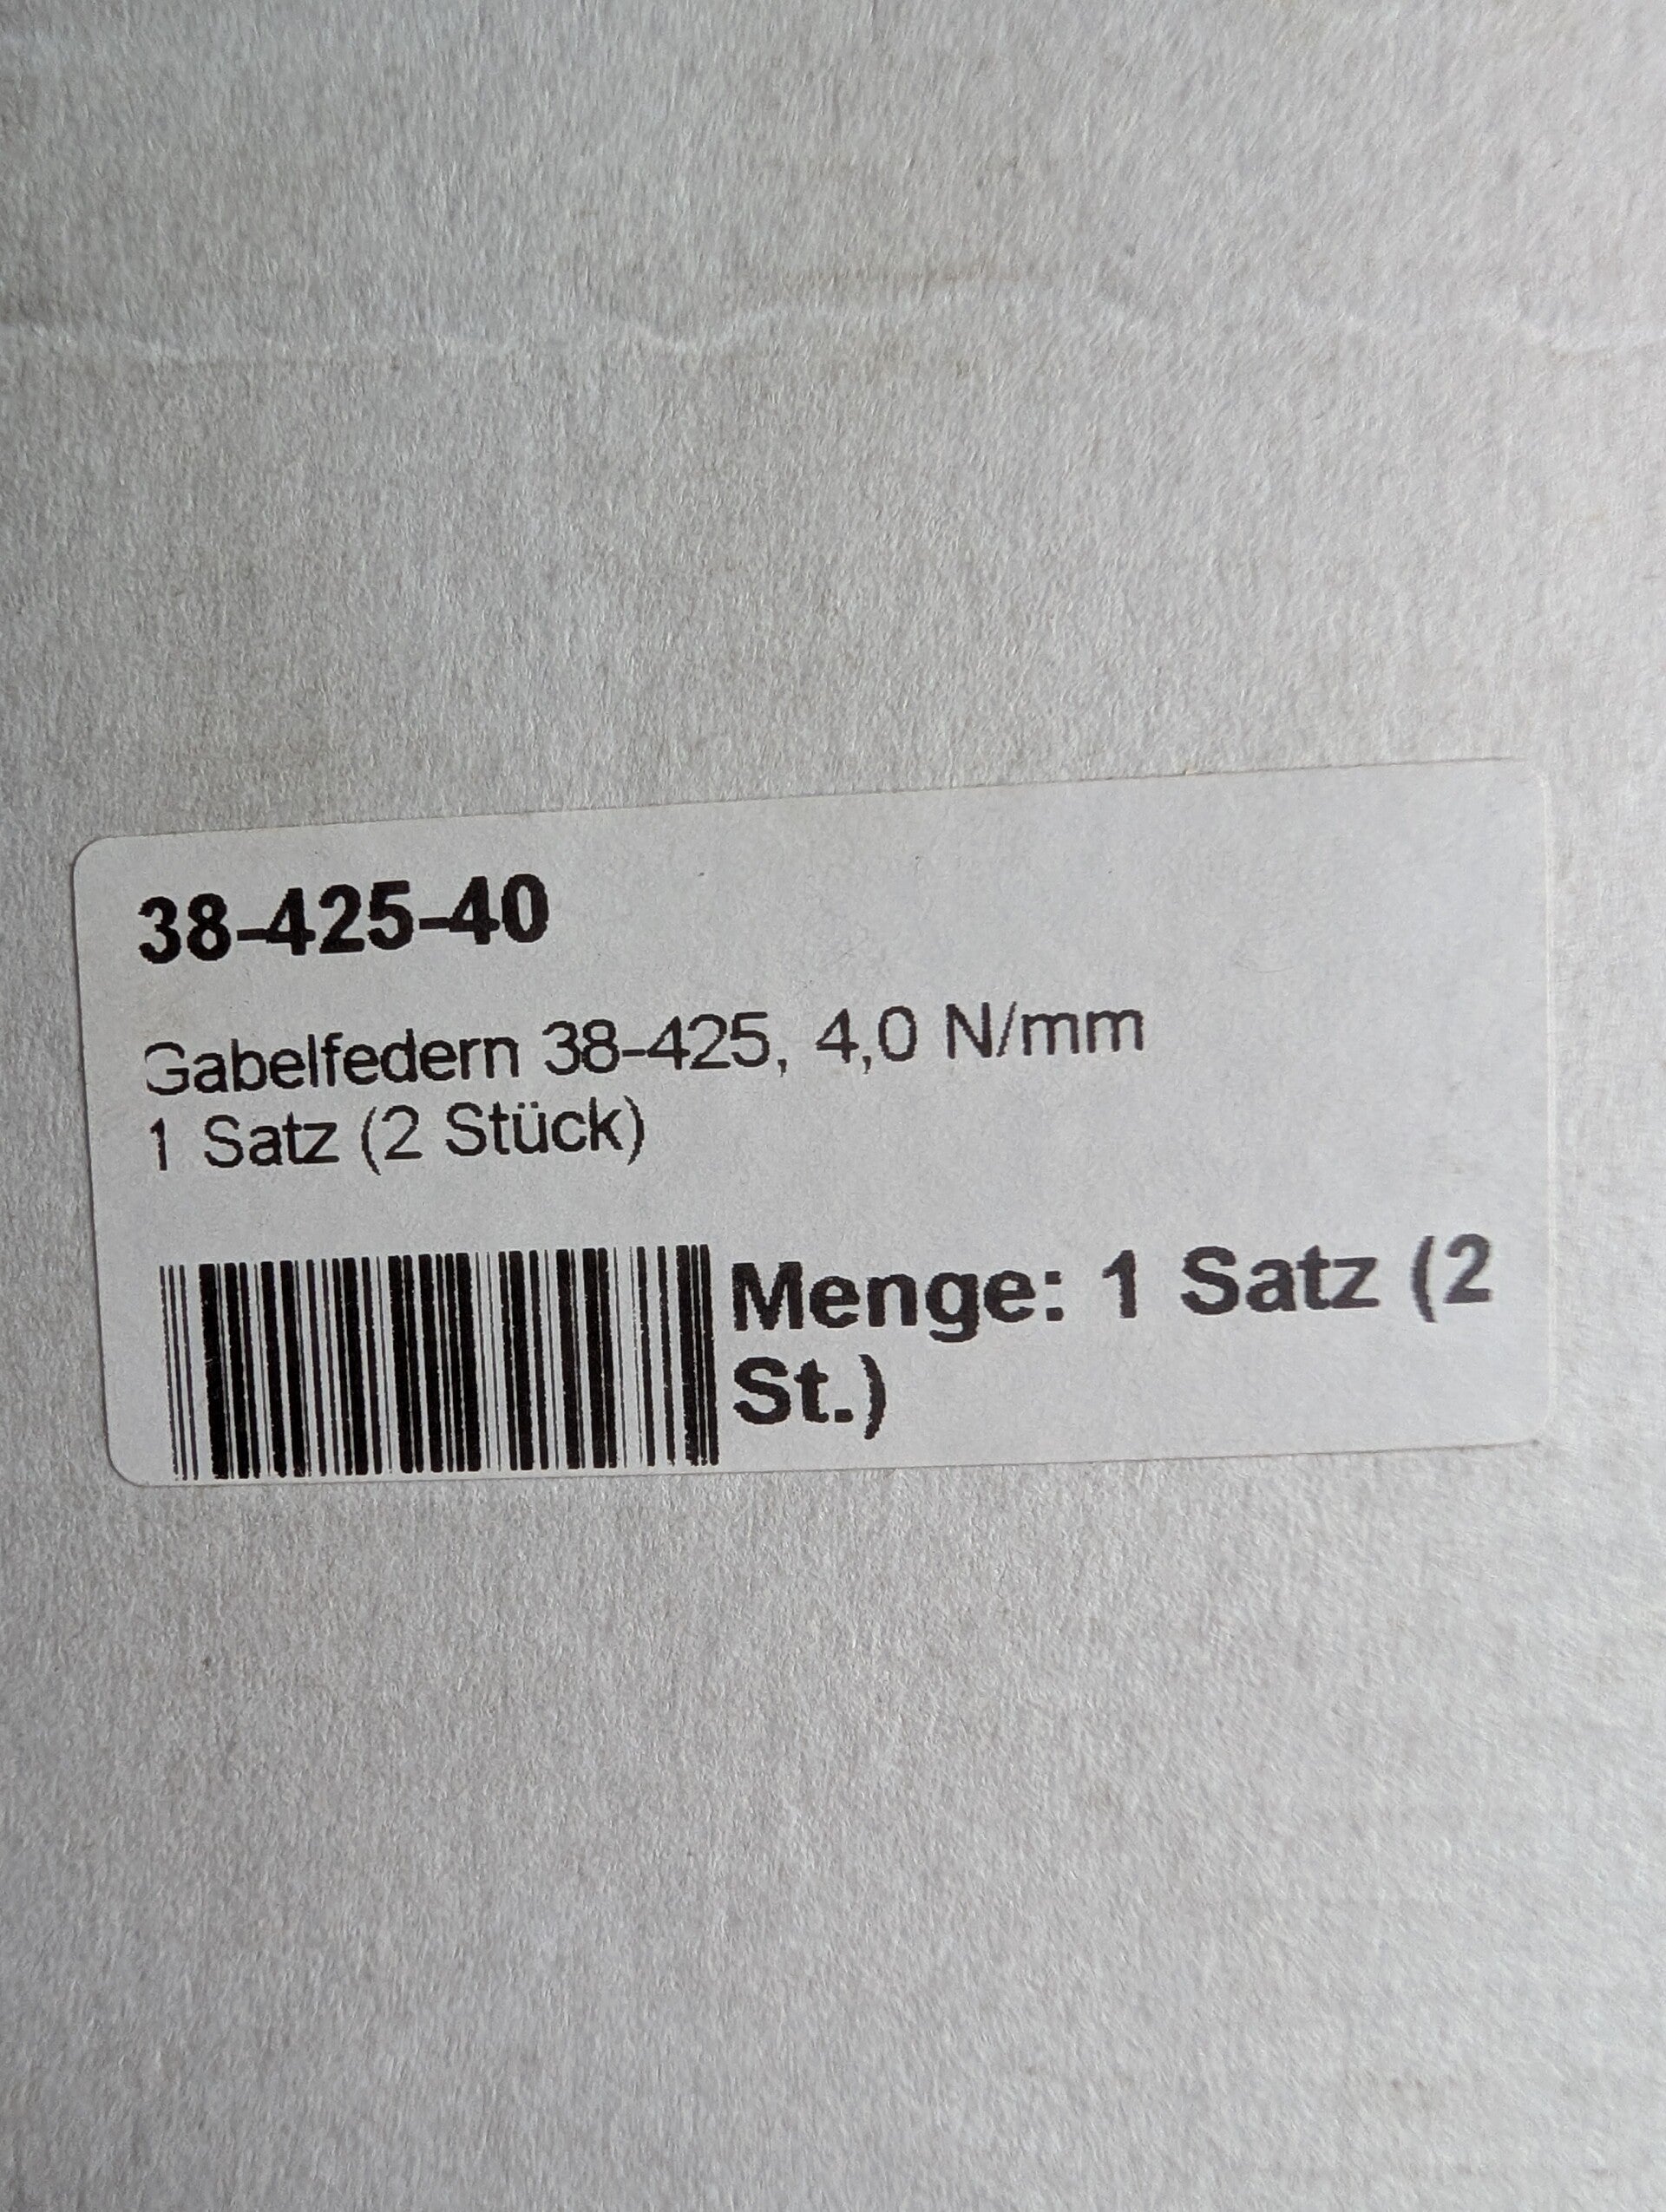 38-425-40
Gabelfedern 38-425, 4,0 N/mm
1 Satz (2 Stück)
Menge: 1 Satz (2
St.)